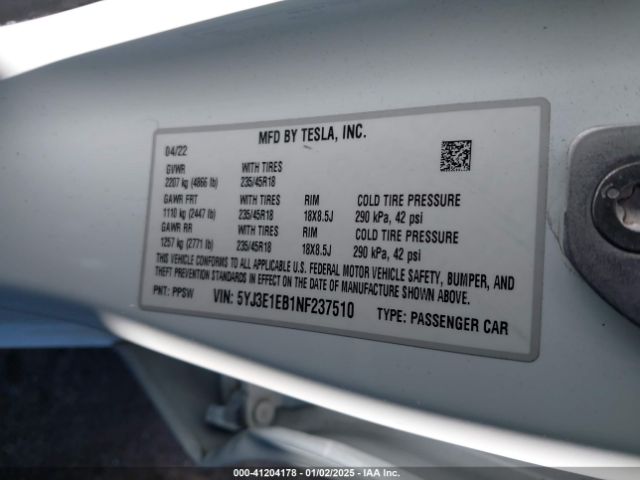 MFD BY TESLA, INC.
04/22
GVWR WITH TIRES
2207 kg (4866 lb) 235/45R18
GAWR FRT WITH TIRES RIM COLD TIRE PRESSURE
1110 kg (2447 lb) 235/45R18 18X8.5J 290 kPa, 42 psi
GAWR RR WITH TIRES RIM COLD TIRE PRESSURE
1257 kg (2771 lb) 235/45R18 18X8.5J 290 kPa, 42 psi
THIS VEHICLE CONFORMS TO ALL APPLICABLE U.S. FEDERAL MOTOR VEHICLE SAFETY, BUMPER, AND
THEFT PREVENTION STANDARDS IN EFFECT ON THE DATE OF MANUFACTURE SHOWN ABOVE.
PNT: PPSW VIN: 5YJ3E1EB1NF237510 TYPE: PASSENGER CAR
000-41204178 - 01/02/2025 - IAA Inc.